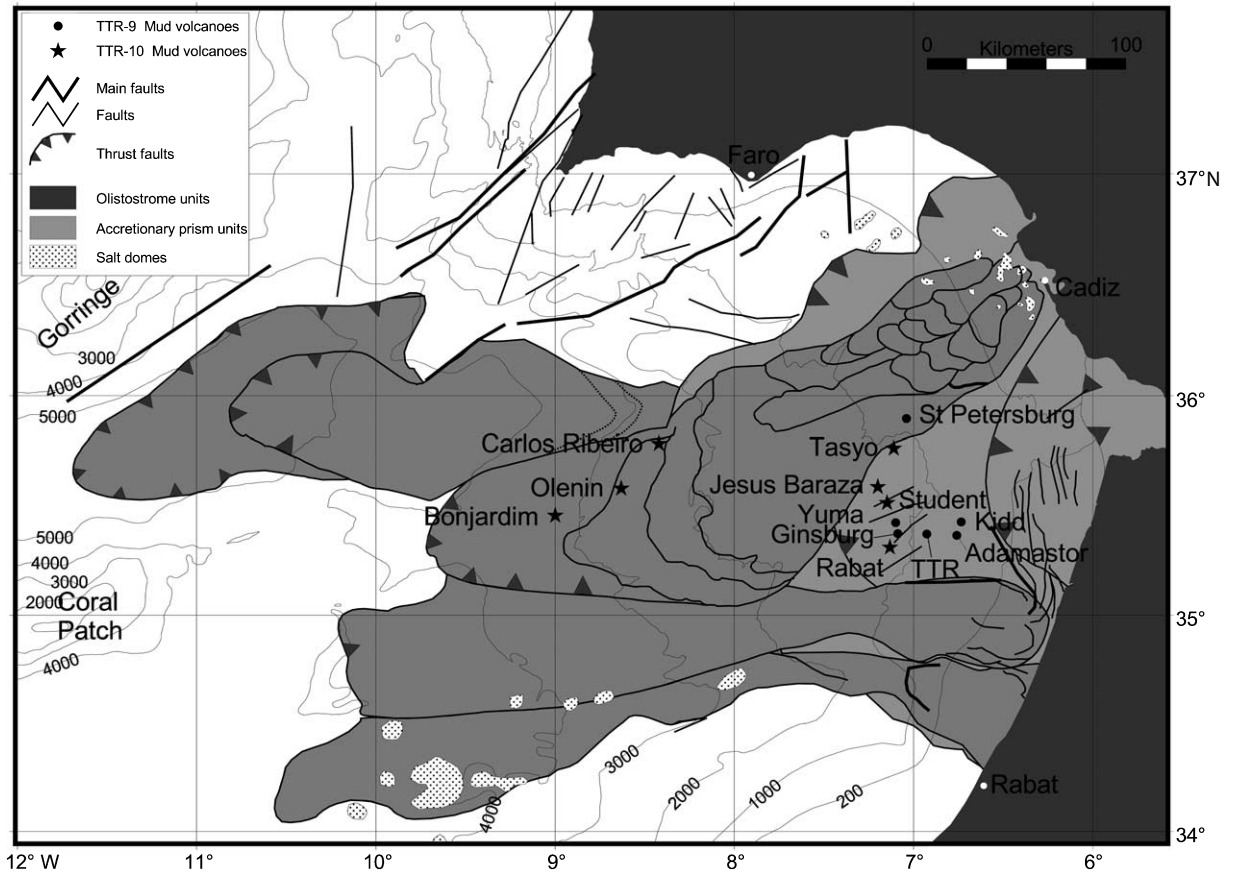 TTR-9 Mud volcanoes
TTR-10 Mud volcanoes
Main faults
Faults
Thrust faults
Olistostrome units
Accretionary prism units
Salt domes
0 Kilometers 100
Faro
37°N
Gorringe
3000
4000
5000
Cadiz
36°
St Petersburg
Carlos Ribeiro
Tasyo
Olenin
Jesus Baraza
Student
Bonjardim
Yuma
Kidd
Ginsburg
Adamastor
Rabat
TTR
5000
4000
3000
2000
Coral
Patch
4000
35°
3000
2000
1000
200
4000
Rabat
34°
12° W
11°
10°
9°
8°
7°
6°